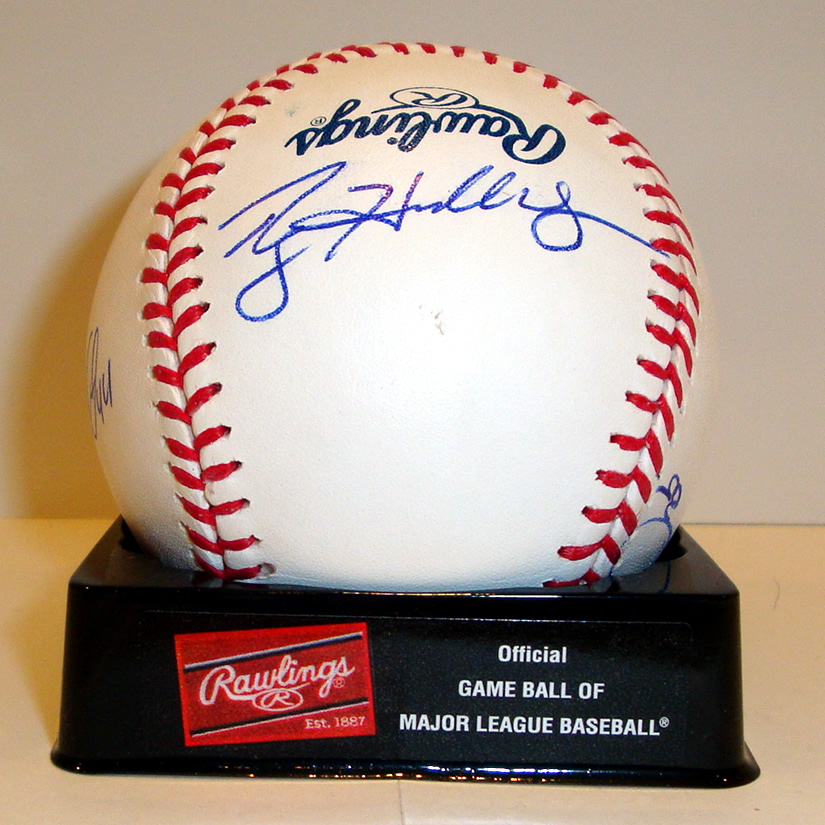 Rawlings®
Rawlings®
Est. 1887
Official
GAME BALL OF
MAJOR LEAGUE BASEBALL®